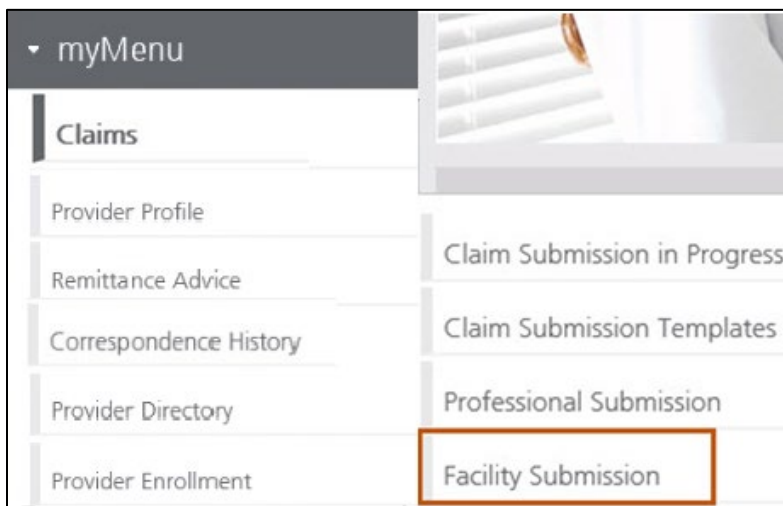 myMenu
Claims
Provider Profile
Remittance Advice
Correspondence History
Provider Directory
Provider Enrollment
Claim Submission in Progress
Claim Submission Templates
Professional Submission
Facility Submission